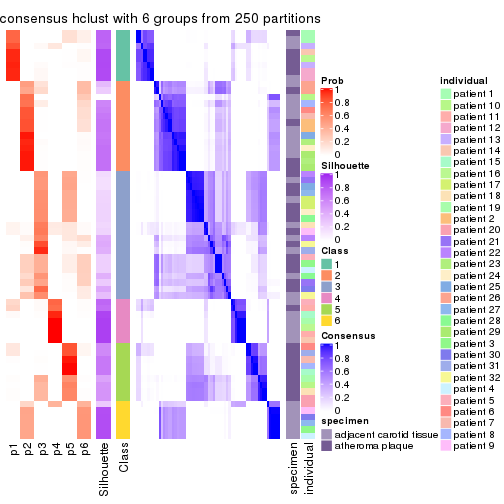 consensus hclust with 6 groups from 250 partitions
p1
p2
p3
p4
p5
p6
Silhouette
Class
specimen
individual
Prob
1
0.8
0.6
0.4
0.2
0
Silhouette
1
0.8
0.6
0.4
0.2
0
Class
1
2
3
4
5
6
Consensus
1
0.8
0.6
0.4
0.2
0
specimen
adjacent carotid tissue
atheroma plaque
individual
patient 1
patient 10
patient 11
patient 12
patient 13
patient 14
patient 15
patient 16
patient 17
patient 18
patient 19
patient 2
patient 20
patient 21
patient 22
patient 23
patient 24
patient 25
patient 26
patient 27
patient 28
patient 29
patient 3
patient 30
patient 31
patient 32
patient 4
patient 5
patient 6
patient 7
patient 8
patient 9